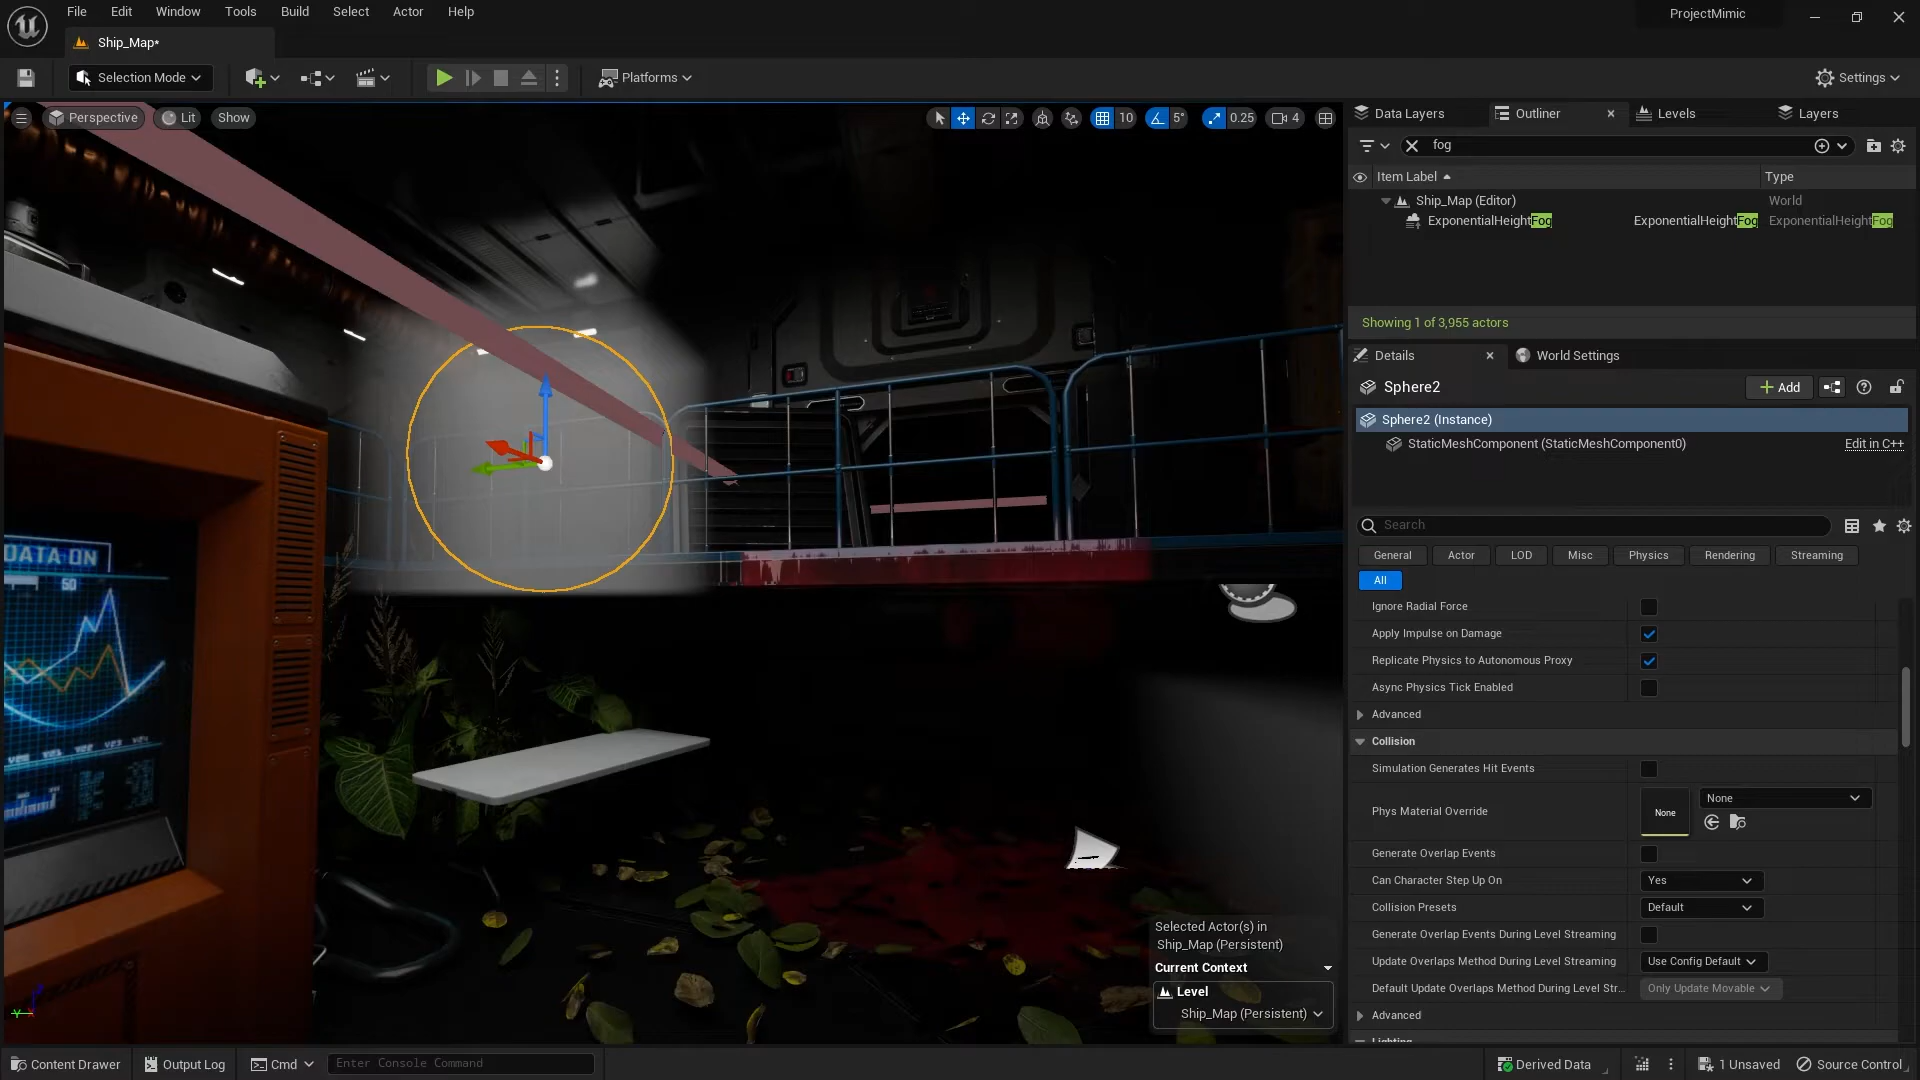 File Edit Window Tools Build Select Actor Help
ProjectMimic
Ship_Map*
Selection Mode
Platforms
Settings
Perspective
Lit
Show
10
5°
0.25
4
Data Layers
Outliner
Levels
Layers
fog
Item Label
Type
Ship_Map (Editor)
World
ExponentialHeightFog
ExponentialHeightFog
ExponentialHeightFog
Showing 1 of 3,955 actors
Details
World Settings
Sphere2
Add
Sphere2 (Instance)
StaticMeshComponent (StaticMeshComponent0)
Edit in C++
Search
General
Actor
LOD
Misc
Physics
Rendering
Streaming
All
Ignore Radial Force
Apply Impulse on Damage
Replicate Physics to Autonomous Proxy
Async Physics Tick Enabled
Advanced
Collision
Simulation Generates Hit Events
Phys Material Override
None
None
Generate Overlap Events
Can Character Step Up On
Yes
Collision Presets
Default
Generate Overlap Events During Level Streaming
Update Overlaps Method During Level Streaming
Use Config Default
Default Update Overlaps Method During Level Str...
Only Update Movable
Advanced
Lighting
DATA ON
50
Selected Actor(s) in
Ship_Map (Persistent)
Current Context
Level
Ship_Map (Persistent)
Content Drawer
Output Log
Cmd
Enter Console Command
Derived Data
1 Unsaved
Source Control